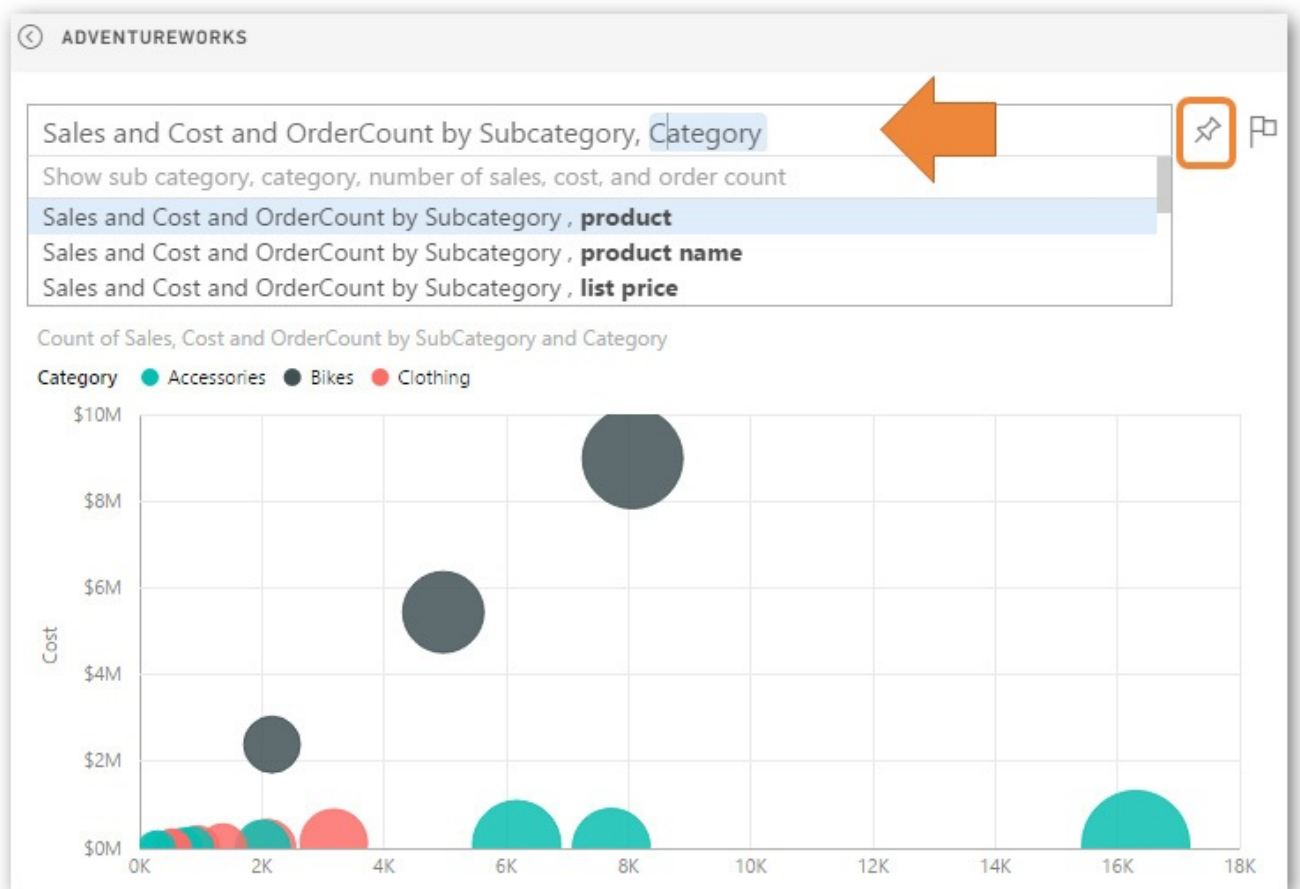 ADVENTUREWORKS
Sales and Cost and OrderCount by Subcategory, Category
Show sub category, category, number of sales, cost, and order count
Sales and Cost and OrderCount by Subcategory , product
Sales and Cost and OrderCount by Subcategory , product name
Sales and Cost and OrderCount by Subcategory , list price
Count of Sales, Cost and OrderCount by SubCategory and Category
Category Accessories Bikes Clothing
$10M
$8M
$6M
Cost
$4M
$2M
$0M
0K 2K 4K 6K 8K 10K 12K 14K 16K 18K